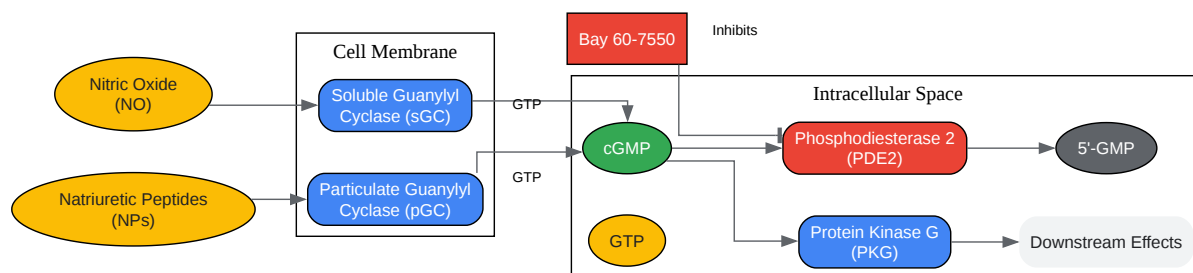 Bay 60-7550
Inhibits
Cell Membrane
Nitric Oxide
(NO)
Soluble Guanylyl
Cyclase (sGC)
GTP
Intracellular Space
cGMP
Phosphodiesterase 2
(PDE2)
5'-GMP
Natriuretic Peptides
(NPs)
Particulate Guanylyl
Cyclase (pGC)
GTP
GTP
Protein Kinase G
(PKG)
Downstream Effects